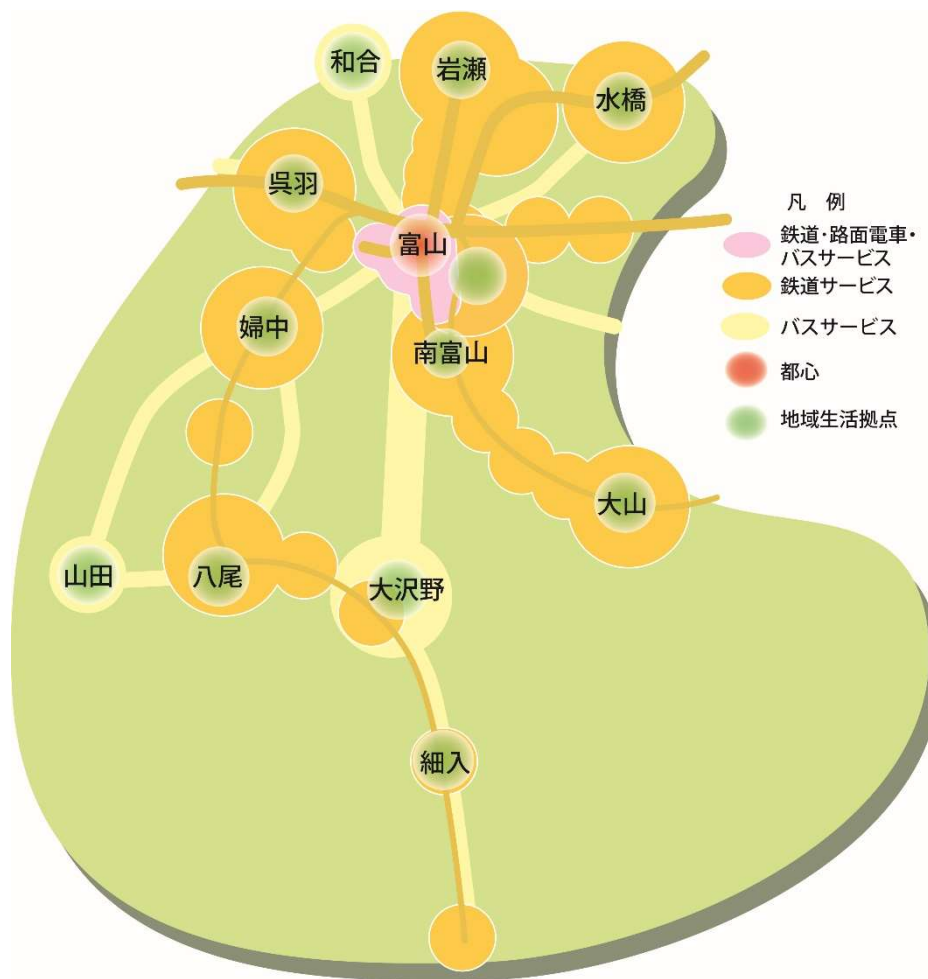 和合
岩瀬
水橋
呉羽
富山
婦中
南富山
大山
山田
八尾
大沢野
細入
凡 例
鉄道・路面電車・
バスサービス
鉄道サービス
バスサービス
都心
地域生活拠点